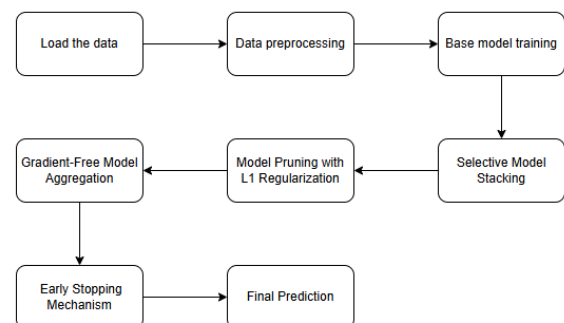 Load the data
Data preprocessing
Base model training
Selective Model
Stacking
Model Pruning with
L1 Regularization
Gradient-Free Model
Aggregation
Early Stopping
Mechanism
Final Prediction